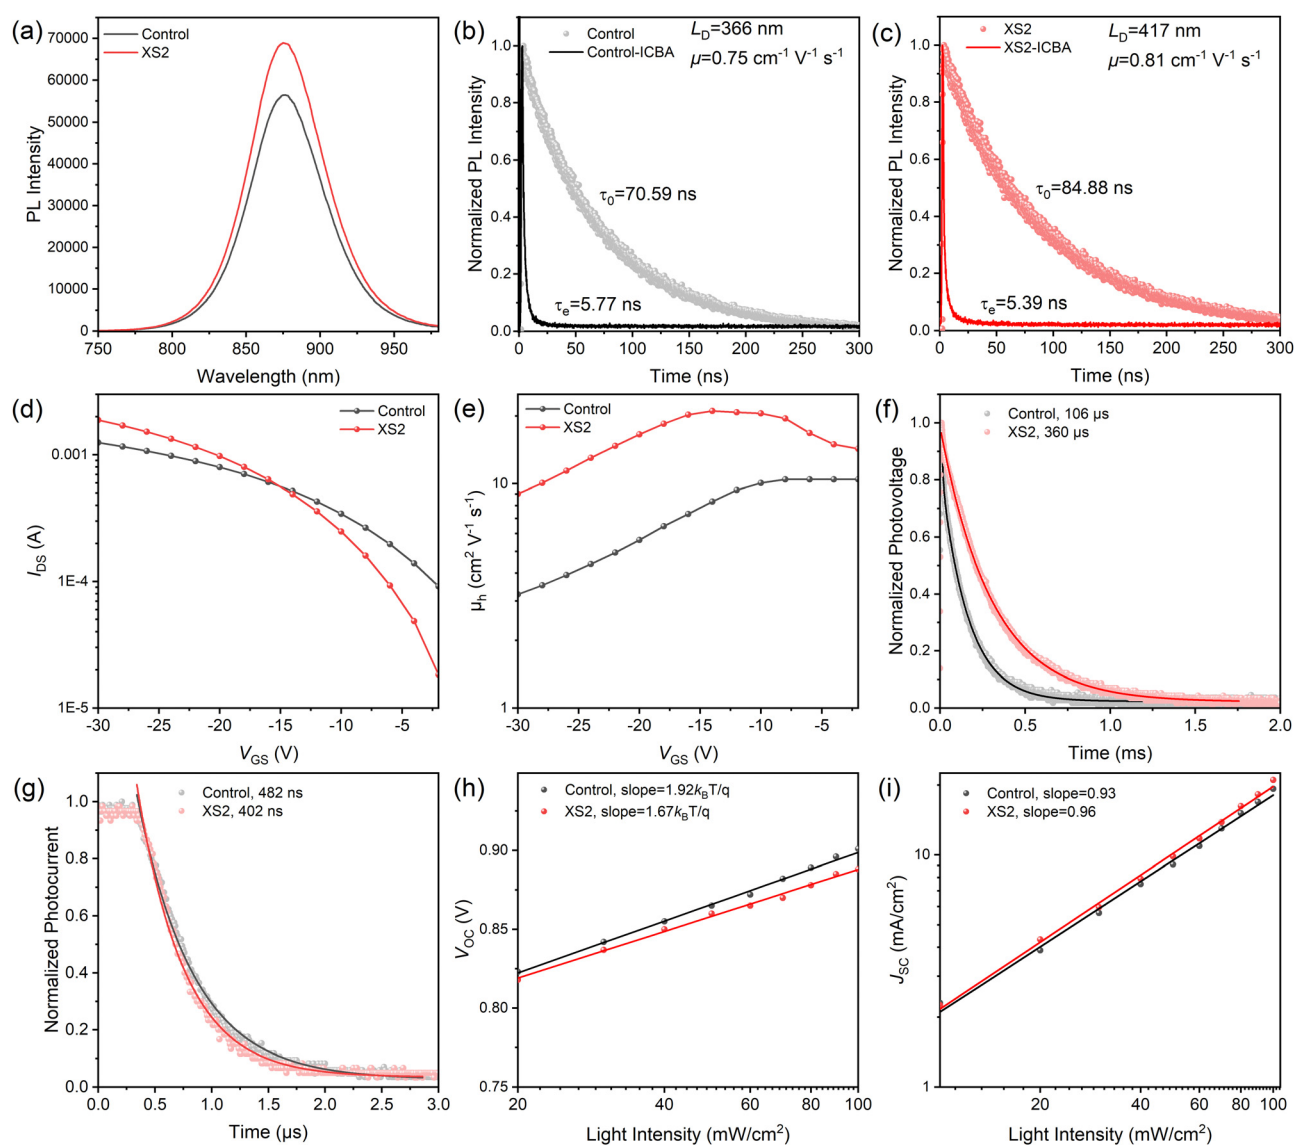 (a)
Control
XS2
70000
60000
50000
40000
30000
20000
10000
0
PL Intensity
750 800 850 900 950
Wavelength (nm)
(b)
Control
Control-ICBA
L_D=366 nm
μ=0.75 cm⁻¹ V⁻¹ s⁻¹
1.0
0.8
0.6
0.4
0.2
0.0
Normalized PL Intensity
τ₀=70.59 ns
τₑ=5.77 ns
0 50 100 150 200 250 300
Time (ns)
(c)
XS2
XS2-ICBA
L_D=417 nm
μ=0.81 cm⁻¹ V⁻¹ s⁻¹
1.0
0.8
0.6
0.4
0.2
0.0
Normalized PL Intensity
τ₀=84.88 ns
τₑ=5.39 ns
0 50 100 150 200 250 300
Time (ns)
(d)
Control
XS2
0.001
1E-4
1E-5
I_DS (A)
-30 -25 -20 -15 -10 -5
V_GS (V)
(e)
Control
XS2
10
1
μ_h (cm² V⁻¹ s⁻¹)
-30 -25 -20 -15 -10 -5
V_GS (V)
(f)
Control, 106 μs
XS2, 360 μs
1.0
0.8
0.6
0.4
0.2
0.0
Normalized Photovoltage
0.0 0.5 1.0 1.5 2.0
Time (ms)
(g)
Control, 482 ns
XS2, 402 ns
1.0
0.8
0.6
0.4
0.2
0.0
Normalized Photocurrent
0.0 0.5 1.0 1.5 2.0 2.5 3.0
Time (μs)
(h)
Control, slope=1.92k_BT/q
XS2, slope=1.67k_BT/q
0.90
0.85
0.80
0.75
V_OC (V)
20 40 60 80 100
Light Intensity (mW/cm²)
(i)
Control, slope=0.93
XS2, slope=0.96
10
1
J_SC (mA/cm²)
20 40 60 80 100
Light Intensity (mW/cm²)